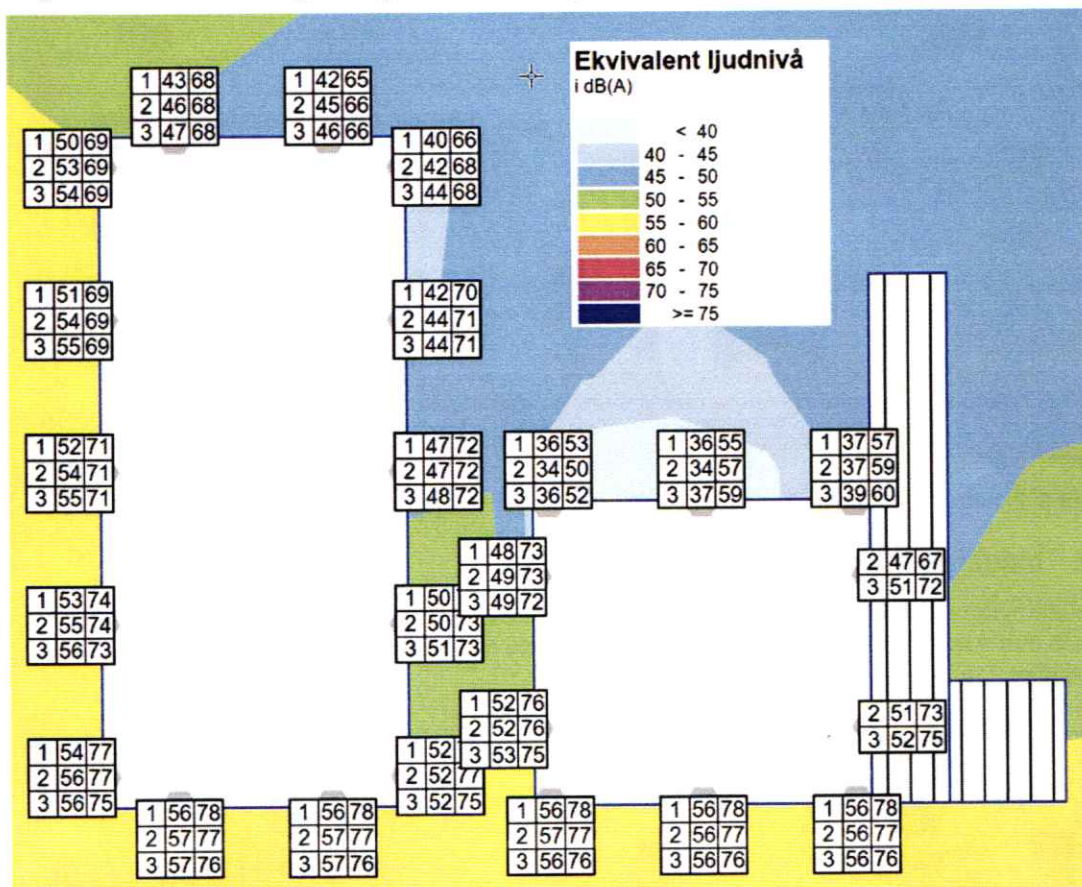 Ekvivalent ljudnivå
i dB(A)
< 40
40 - 45
45 - 50
50 - 55
55 - 60
60 - 65
65 - 70
70 - 75
>= 75
1 43 68
2 46 68
3 47 68
1 42 65
2 45 66
3 46 66
1 50 69
2 53 69
3 54 69
1 40 66
2 42 68
3 44 68
1 51 69
2 54 69
3 55 69
1 42 70
2 44 71
3 44 71
1 52 71
2 54 71
3 55 71
1 47 72
2 47 72
3 48 72
1 36 53
2 34 50
3 36 52
1 36 55
2 34 57
3 37 59
1 37 57
2 37 59
3 39 60
1 48 73
2 49 73
3 49 72
2 47 67
3 51 72
1 53 74
2 55 74
3 56 73
1 50
2 50 73
3 51 73
1 52 76
2 52 76
3 53 75
2 51 73
3 52 75
1 54 77
2 56 77
3 56 75
1 52
2 52 77
3 52 75
1 56 78
2 57 77
3 57 76
1 56 78
2 57 77
3 57 76
1 56 78
2 57 77
3 56 76
1 56 78
2 56 77
3 56 76
1 56 78
2 56 77
3 56 76